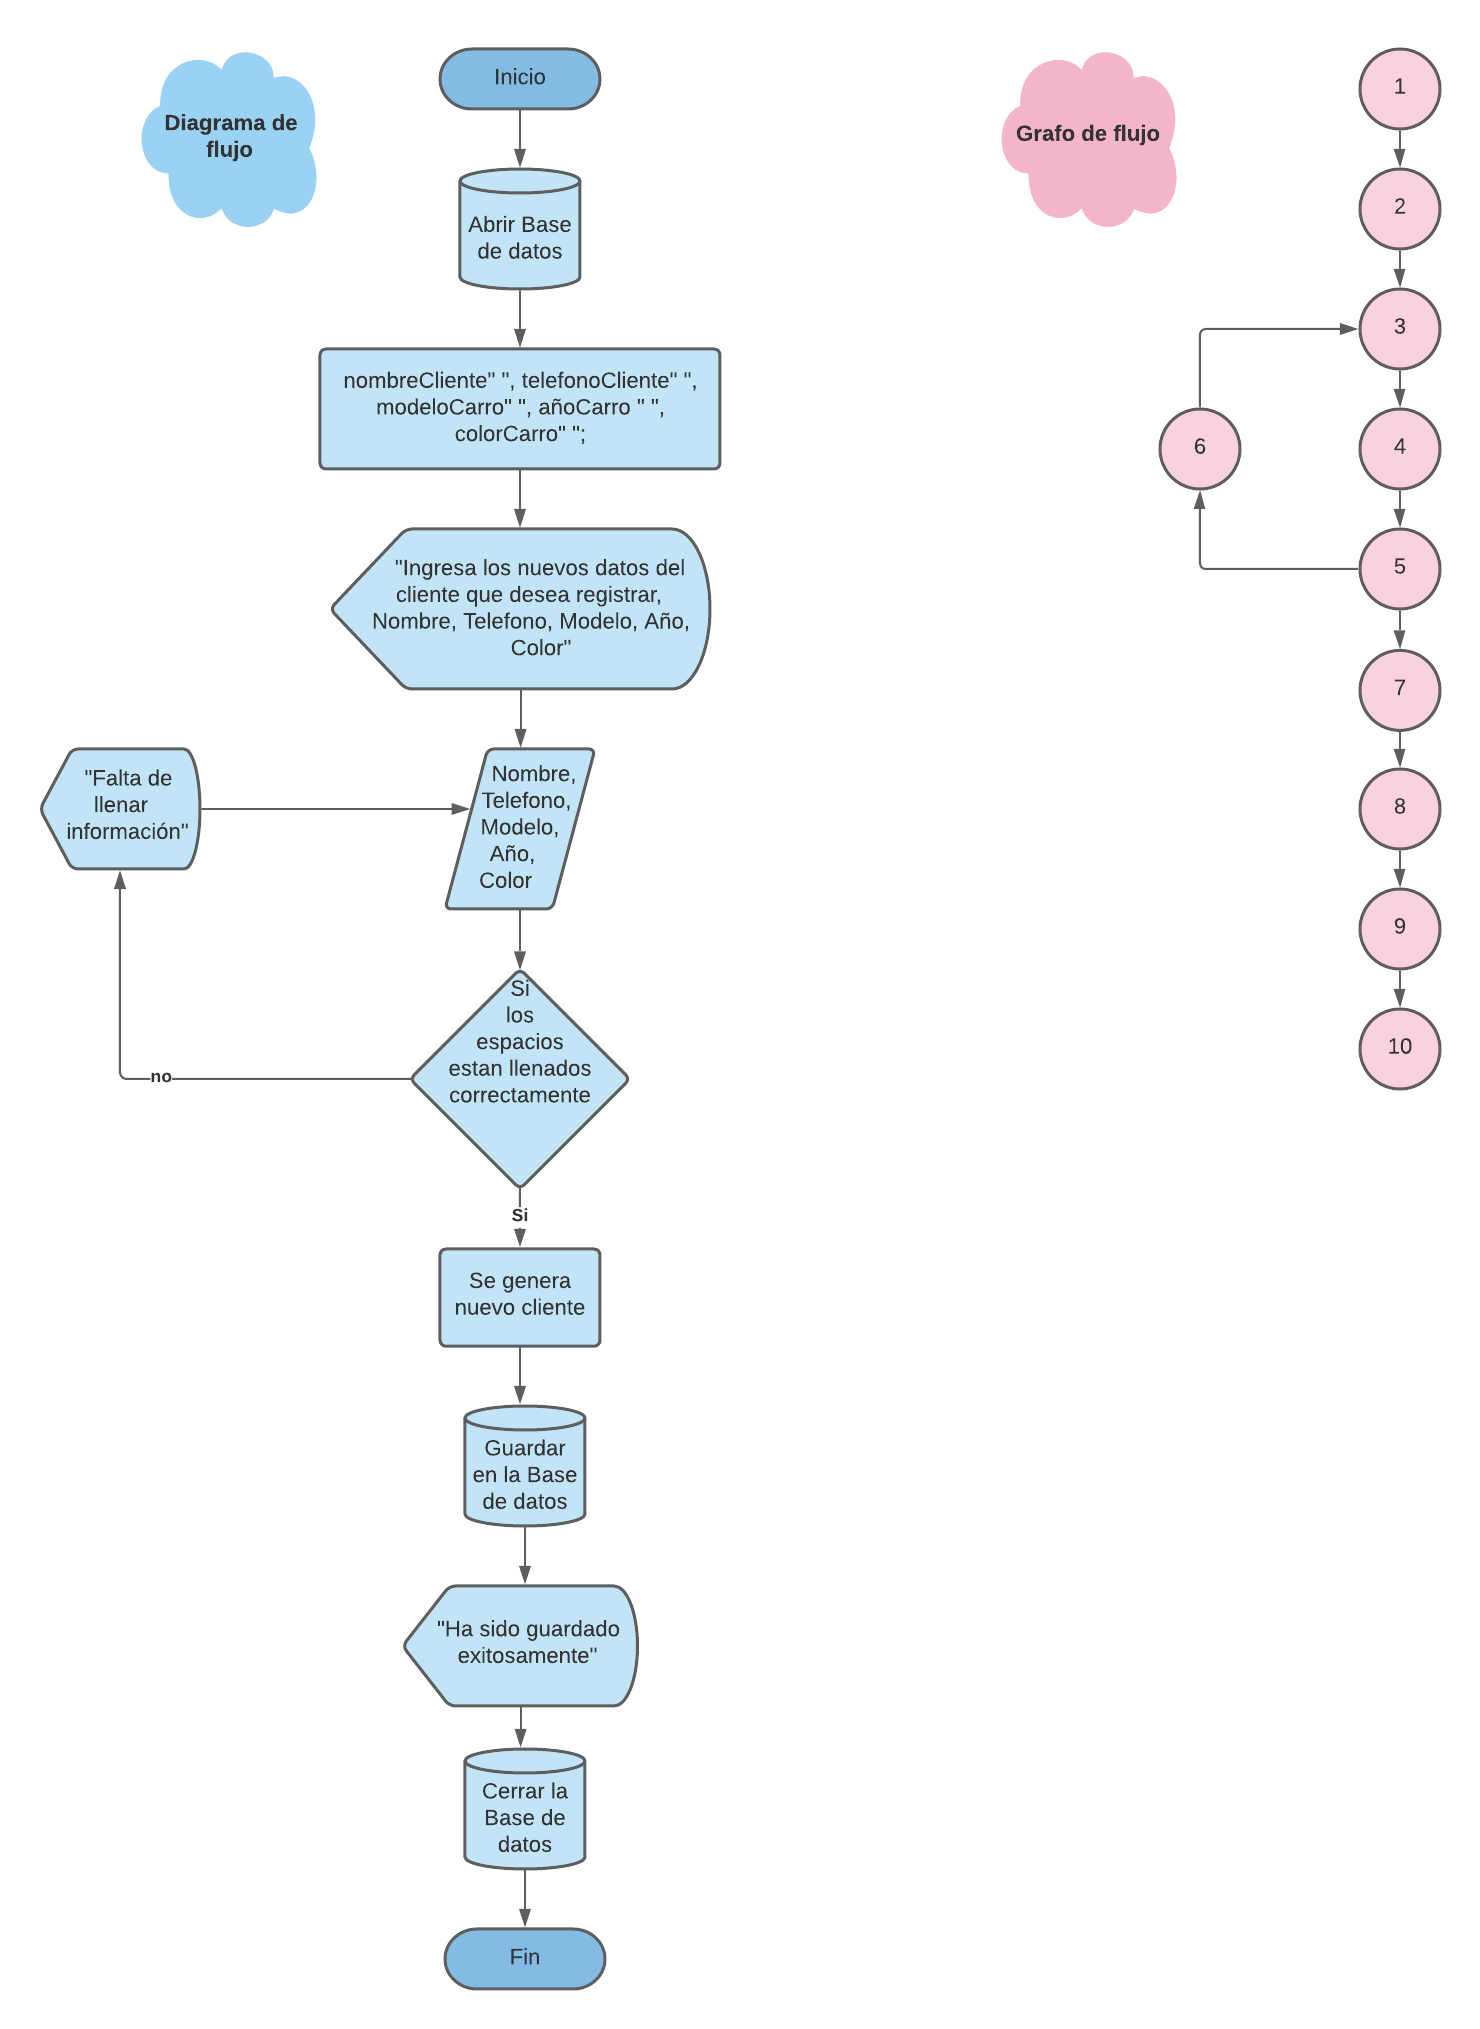 Diagrama de
flujo
Inicio
Abrir Base
de datos
nombreCliente" ", telefonoCliente" ",
modeloCarro" ", añoCarro " ",
colorCarro" ";
"Ingresa los nuevos datos del
cliente que desea registrar,
Nombre, Telefono, Modelo, Año,
Color"
"Falta de
llenar
información"
Nombre,
Telefono,
Modelo,
Año,
Color
Si
los
espacios
estan llenados
correctamente
no
Si
Se genera
nuevo cliente
Guardar
en la Base
de datos
"Ha sido guardado
exitosamente"
Cerrar la
Base de
datos
Fin
Grafo de flujo
1
2
3
4
6
5
7
8
9
10